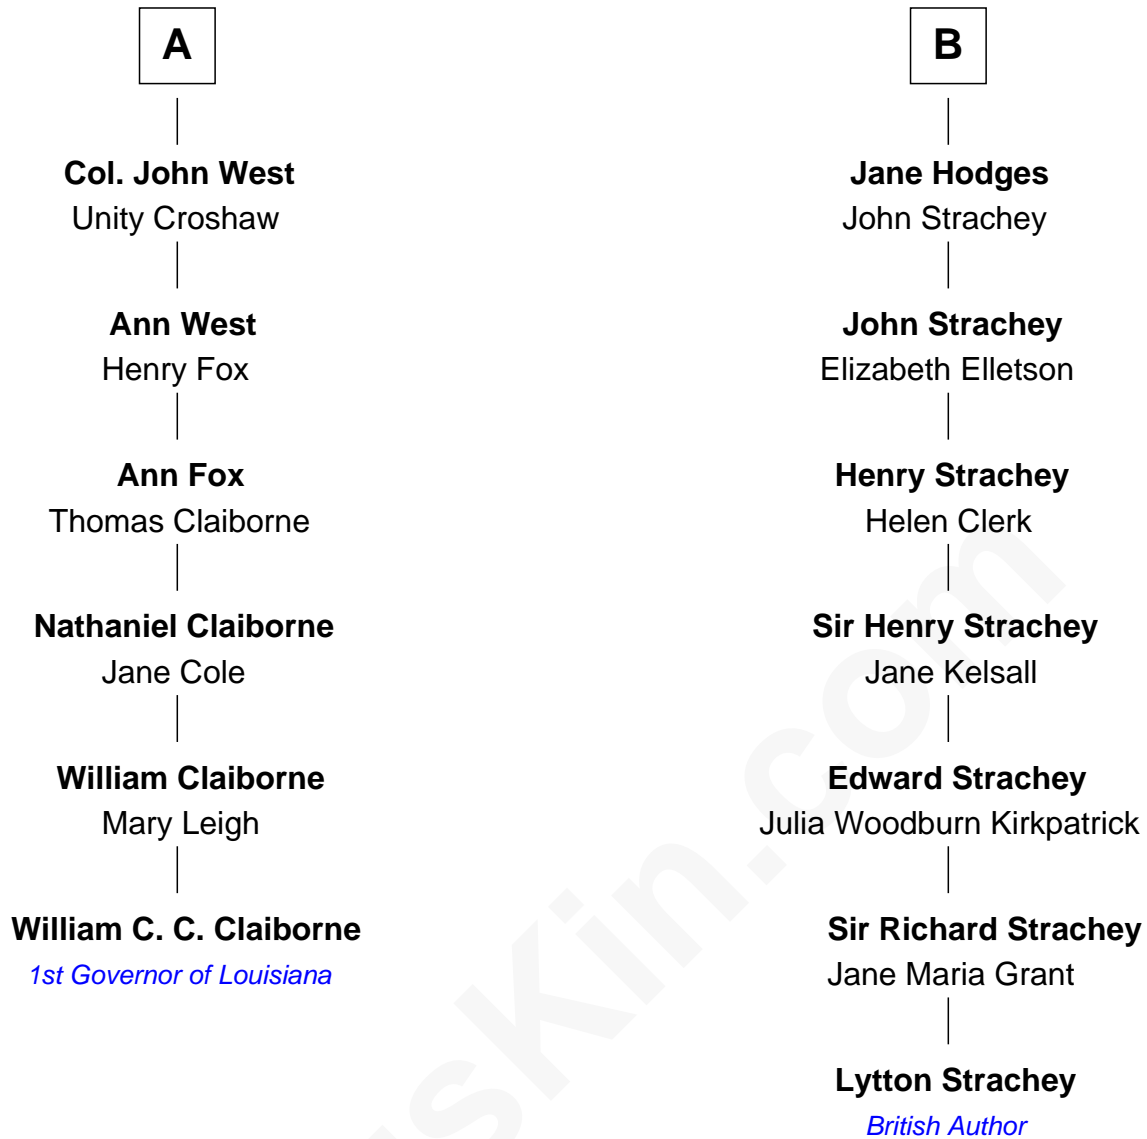 A
Col. John West
Unity Croshaw
Ann West
Henry Fox
Ann Fox
Thomas Claiborne
Nathaniel Claiborne
Jane Cole
William Claiborne
Mary Leigh
William C. C. Claiborne
1st Governor of Louisiana
B
Jane Hodges
John Strachey
John Strachey
Elizabeth Elletson
Henry Strachey
Helen Clerk
Sir Henry Strachey
Jane Kelsall
Edward Strachey
Julia Woodburn Kirkpatrick
Sir Richard Strachey
Jane Maria Grant
Lytton Strachey
British Author
usKin.com